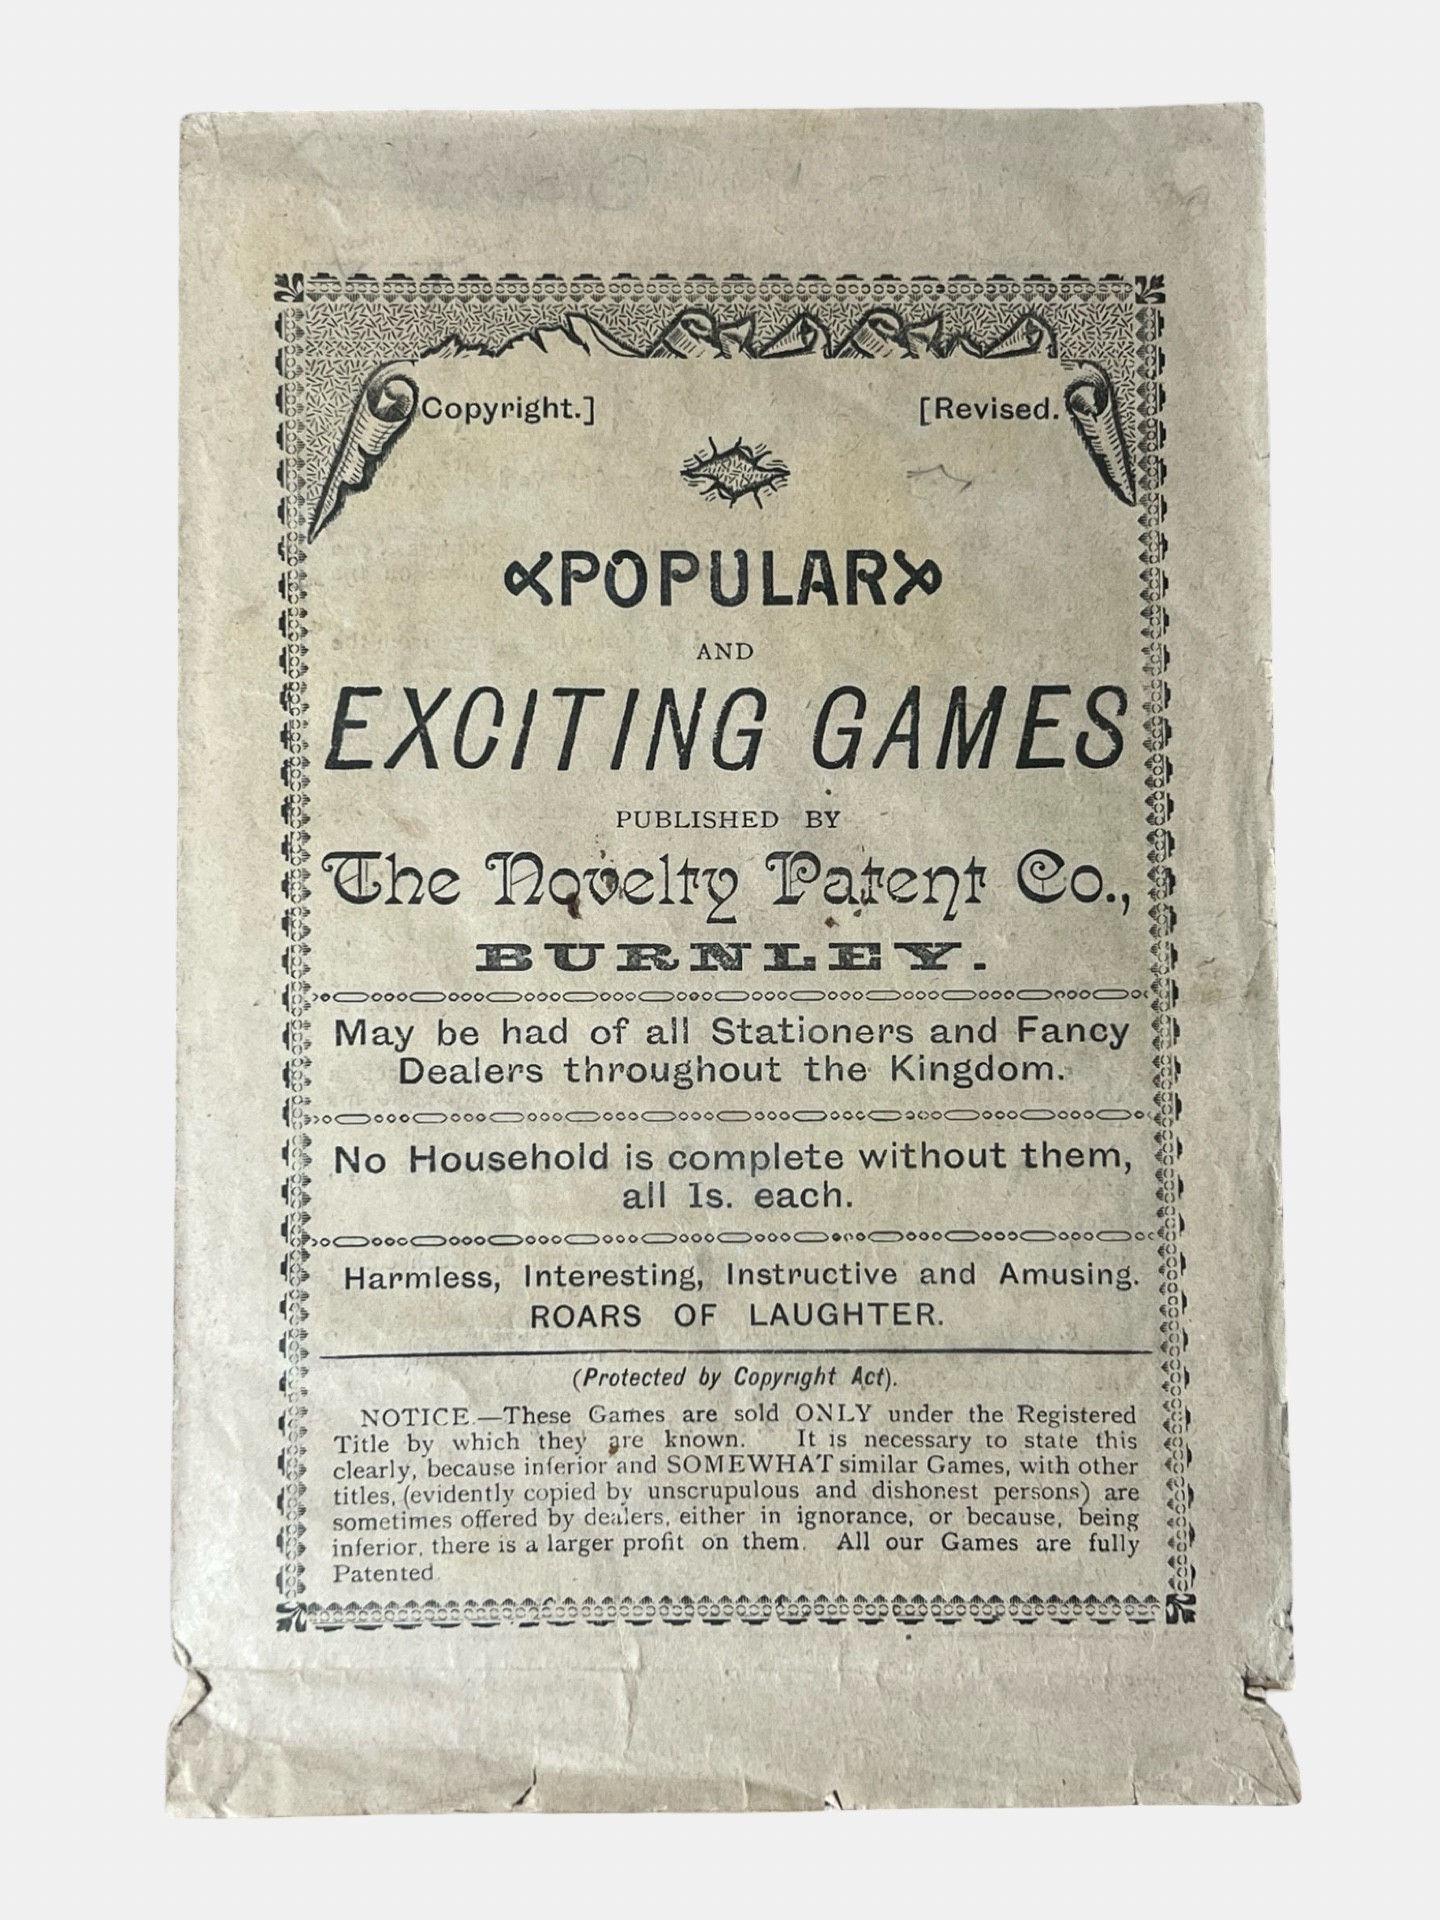 Copyright.] [Revised.
POPULAR
AND
EXCITING GAMES
PUBLISHED BY
The Novelty Patent Co.,
BURNLEY.
May be had of all Stationers and Fancy
Dealers throughout the Kingdom.
No Household is complete without them,
all 1s. each.
Harmless, Interesting, Instructive and Amusing.
ROARS OF LAUGHTER.
(Protected by Copyright Act).
NOTICE.—These Games are sold ONLY under the Registered
Title by which they are known. It is necessary to state this
clearly, because inferior and SOMEWHAT similar Games, with other
titles, (evidently copied by unscrupulous and dishonest persons) are
sometimes offered by dealers, either in ignorance, or because, being
inferior, there is a larger profit on them. All our Games are fully
Patented